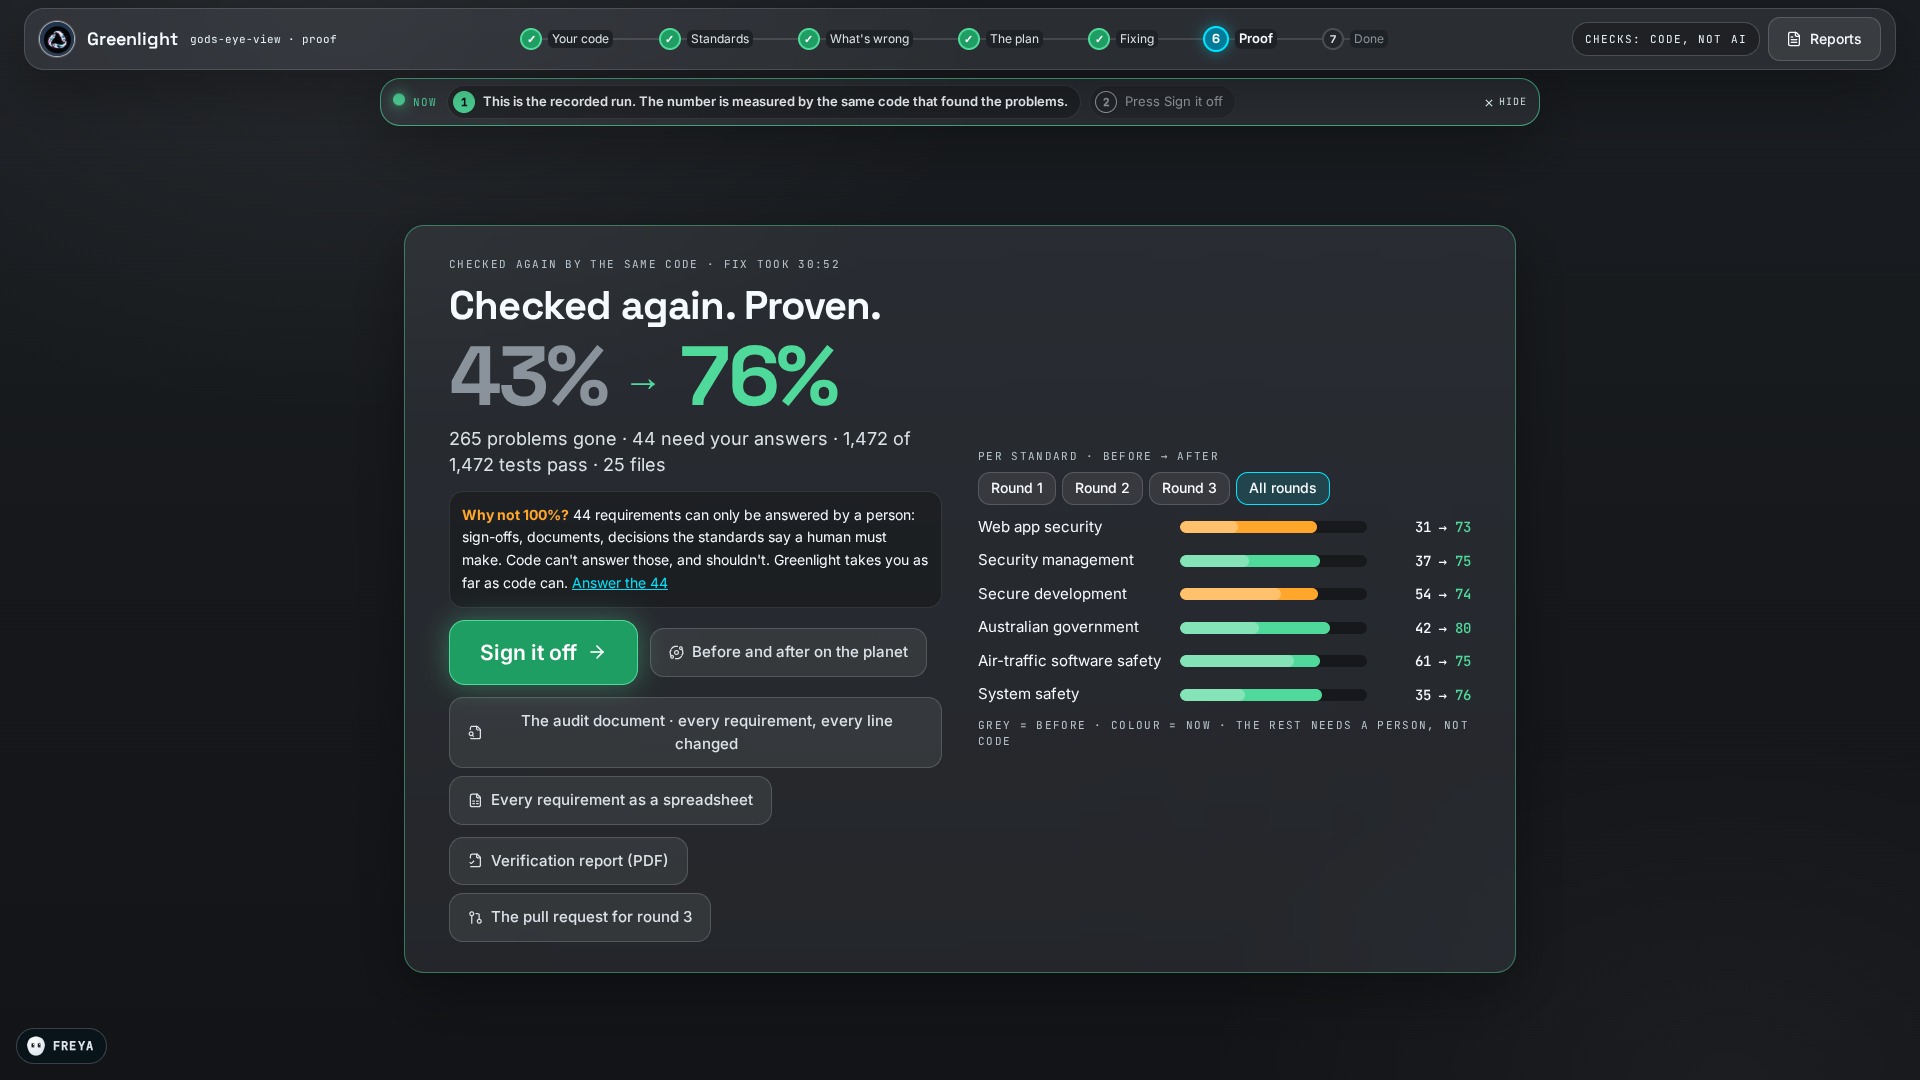 Greenlight gods-eye-view · proof
✓ Your code ✓ Standards ✓ What's wrong ✓ The plan ✓ Fixing 6 Proof 7 Done
CHECKS: CODE, NOT AI
Reports
NOW 1 This is the recorded run. The number is measured by the same code that found the problems. 2 Press Sign it off × HIDE
CHECKED AGAIN BY THE SAME CODE · FIX TOOK 30:52
Checked again. Proven.
43% → 76%
265 problems gone · 44 need your answers · 1,472 of
1,472 tests pass · 25 files
Why not 100%? 44 requirements can only be answered by a person:
sign-offs, documents, decisions the standards say a human must
make. Code can't answer those, and shouldn't. Greenlight takes you as
far as code can. Answer the 44
Sign it off →
Before and after on the planet
The audit document · every requirement, every line
changed
Every requirement as a spreadsheet
Verification report (PDF)
The pull request for round 3
PER STANDARD · BEFORE → AFTER
Round 1 Round 2 Round 3 All rounds
Web app security 31 → 73
Security management 37 → 75
Secure development 54 → 74
Australian government 42 → 80
Air-traffic software safety 61 → 75
System safety 35 → 76
GREY = BEFORE · COLOUR = NOW · THE REST NEEDS A PERSON, NOT
CODE
FREYA